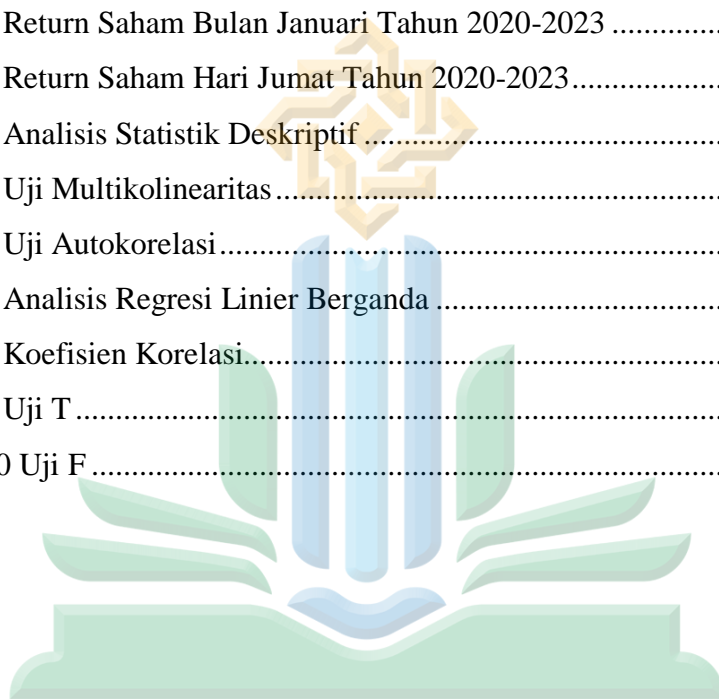 Return Saham Bulan Januari Tahun 2020-2023 ..............
Return Saham Hari Jumat Tahun 2020-2023...................
Analisis Statistik Deskriptif .............................................
Uji Multikolinearitas........................................................
Uji Autokorelasi...............................................................
Analisis Regresi Linier Berganda ....................................
Koefisien Korelasi............................................................
Uji T .................................................................................
0 Uji F ...............................................................................